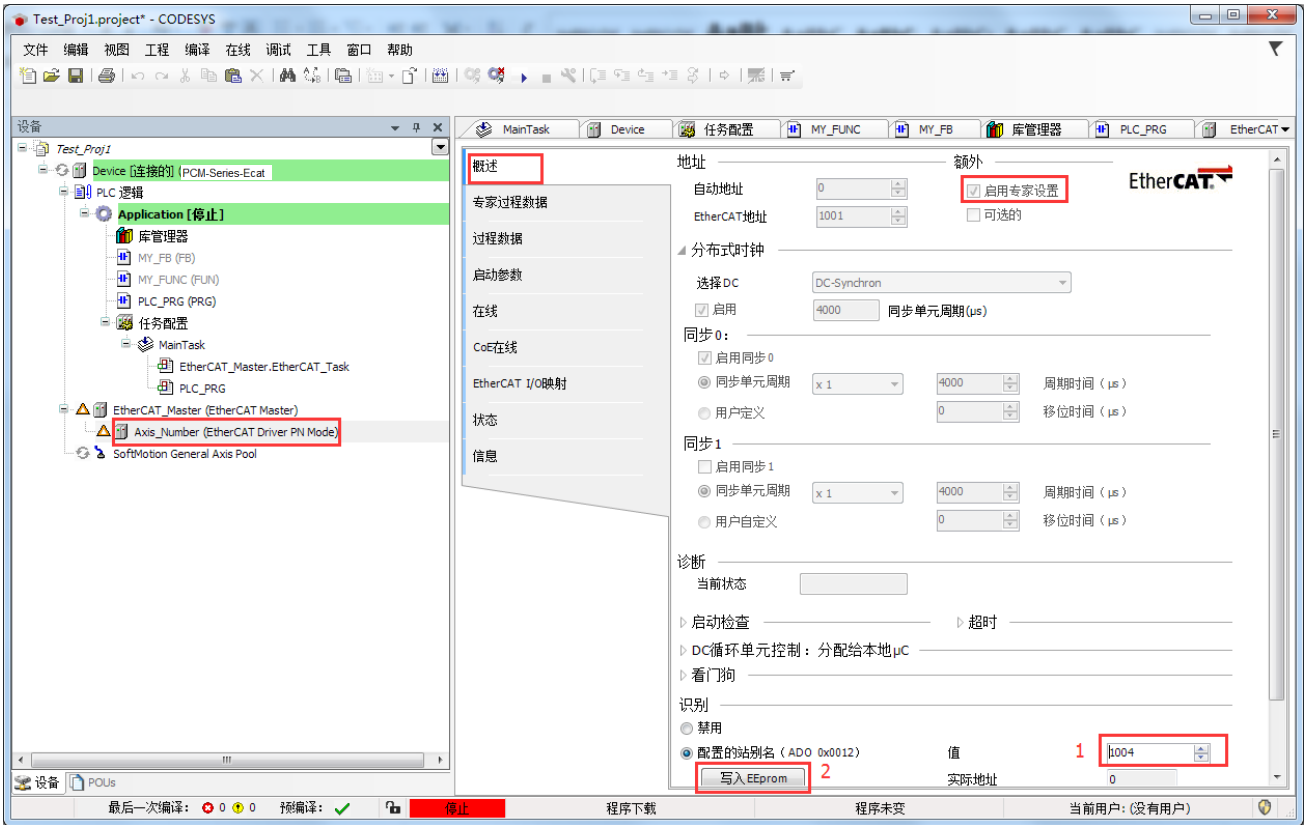 Test_Proj1.project* - CODESYS
文件 编辑 视图 工程 编译 在线 调试 工具 窗口 帮助
设备
Test_Proj1
Device [连接的] (PCM-Series-Ecat
PLC 逻辑
Application [停止]
库管理器
MY_FB (FB)
MY_FUNC (FUN)
PLC_PRG (PRG)
任务配置
MainTask
EtherCAT_Master.EtherCAT_Task
PLC_PRG
EtherCAT_Master (EtherCAT Master)
Axis_Number (EtherCAT Driver PN Mode)
SoftMotion General Axis Pool
设备 POUs
MainTask Device 任务配置 MY_FUNC MY_FB 库管理器 PLC_PRG EtherCAT
概述
专家过程数据
过程数据
启动参数
在线
CoE在线
EtherCAT I/O映射
状态
信息
地址 额外
自动地址 0 启用专家设置
EtherCAT地址 1001 可选的
EtherCAT
分布式时钟
选择DC DC-Synchron
启用 4000 同步单元周期(µs)
同步0:
启用同步0
同步单元周期 x 1 4000 周期时间(µs)
用户定义 0 移位时间(µs)
同步1
启用同步1
同步单元周期 x 1 4000 周期时间(µs)
用户自定义 0 移位时间(µs)
诊断
当前状态
启动检查 超时
DC循环单元控制: 分配给本地µC
看门狗
识别
禁用
配置的站别名(ADO 0x0012) 值 1 1004
写入EEprom 2 实际地址 0
最后一次编译: 0 0 预编译: 停止 程序下载 程序未变 当前用户: (没有用户)